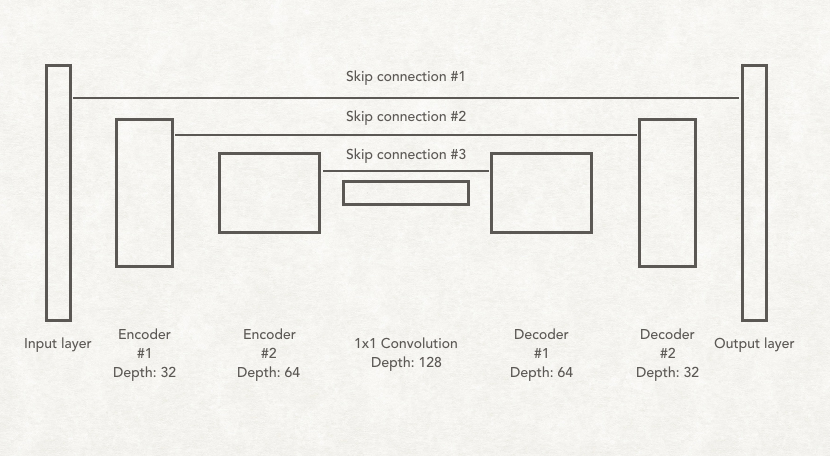 Skip connection #1
Skip connection #2
Skip connection #3
Input layer
Encoder
#1
Depth: 32
Encoder
#2
Depth: 64
1x1 Convolution
Depth: 128
Decoder
#1
Depth: 64
Decoder
#2
Depth: 32
Output layer